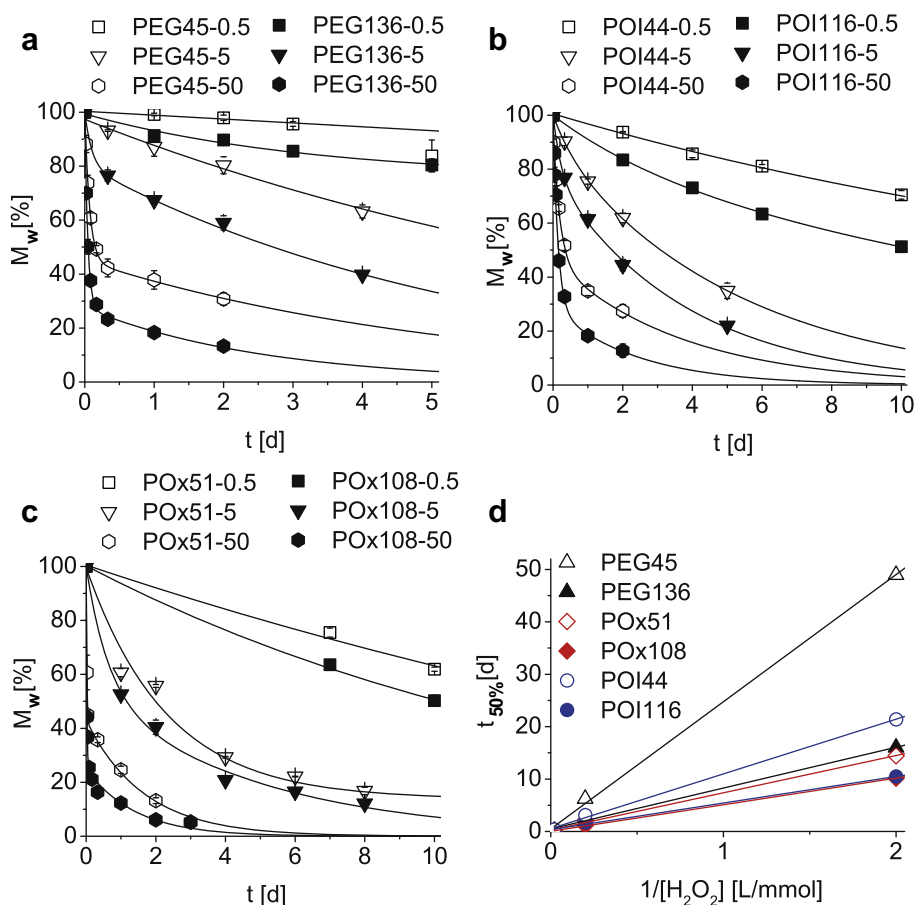 a
PEG45-0.5 PEG136-0.5
PEG45-5 PEG136-5
PEG45-50 PEG136-50
100
80
60
40
20
0
Mw[%]
0 1 2 3 4 5
t [d]
b
POI44-0.5 POI116-0.5
POI44-5 POI116-5
POI44-50 POI116-50
100
80
60
40
20
0
Mw[%]
0 2 4 6 8 10
t [d]
c
POx51-0.5 POx108-0.5
POx51-5 POx108-5
POx51-50 POx108-50
100
80
60
40
20
0
Mw[%]
0 2 4 6 8 10
t [d]
d
PEG45
PEG136
POx51
POx108
POI44
POI116
50
40
30
20
10
0
t50%[d]
0 1 2
1/[H2O2] [L/mmol]